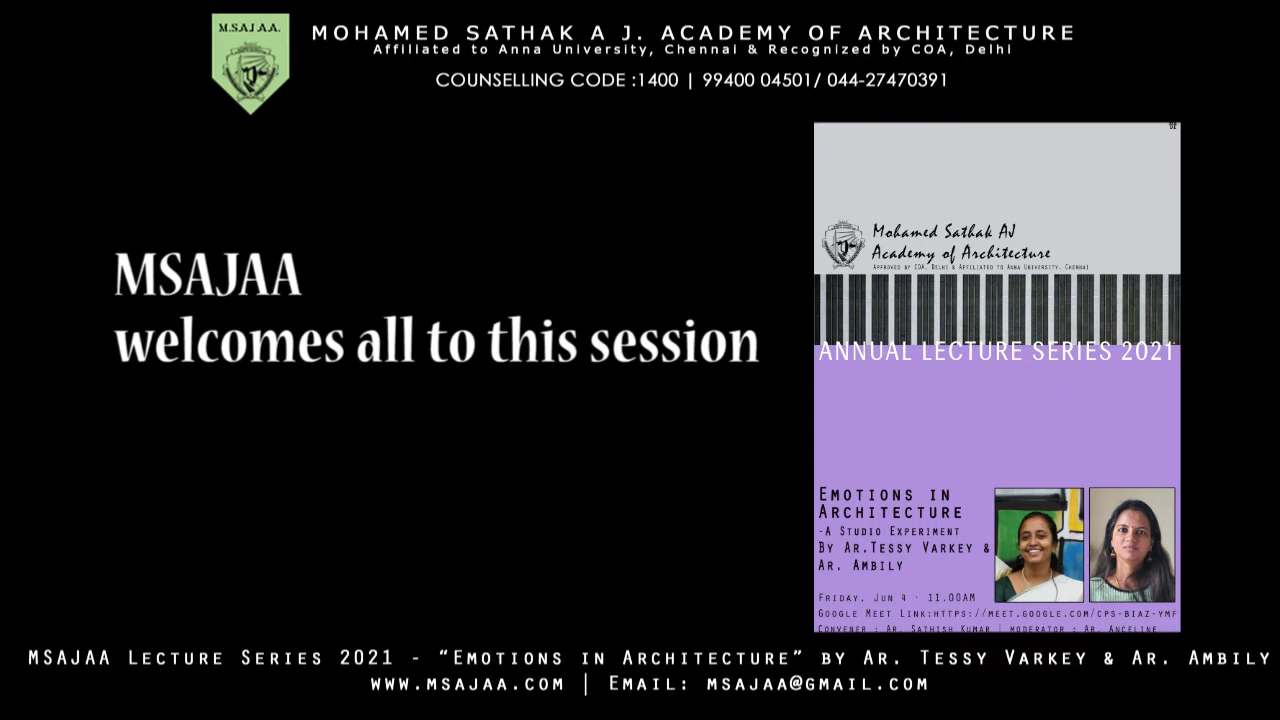 M.SAJAA.
MOHAMED SATHAK A J. ACADEMY OF ARCHITECTURE
Affiliated to Anna University, Chennai & Recognized by COA, Delhi
COUNSELLING CODE :1400 | 99400 04501/ 044-27470391
MSAJAA
welcomes all to this session
Mohamed Sathak AJ
Academy of Architecture
Approved by COA, Delhi & Affiliated to Anna University, Chennai
ANNUAL LECTURE SERIES 2021
Emotions in
Architecture
-A Studio Experiment
By Ar.Tessy Varkey &
Ar. Ambily
Friday, Jun 4 · 11.00AM
Google Meet Link:https://meet.google.com/cps-biaz-ymf
Convener : Ar. Sathish Kumar | moderator : Ar. Anceline
MSAJAA Lecture Series 2021 - “Emotions in Architecture” by Ar. Tessy Varkey & Ar. Ambily
www.msajaa.com | Email: msajaa@gmail.com